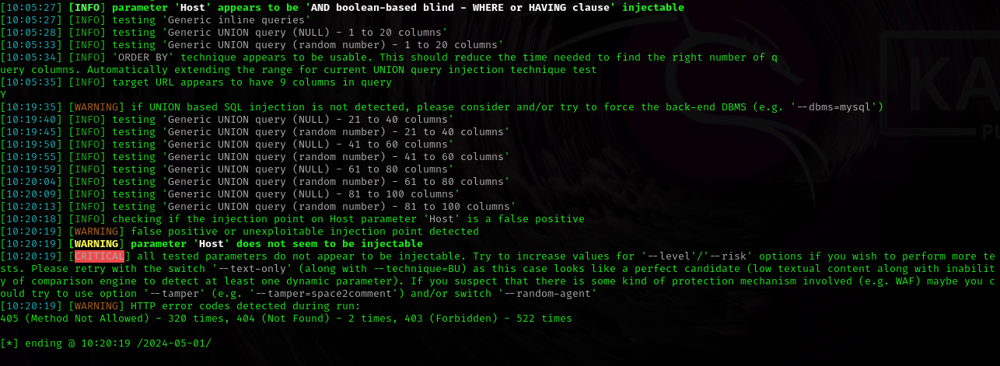 [10:05:27] [INFO] parameter 'Host' appears to be 'AND boolean-based blind - WHERE or HAVING clause' injectable
[10:05:27] [INFO] testing 'Generic inline queries'
[10:05:28] [INFO] testing 'Generic UNION query (NULL) - 1 to 20 columns'
[10:05:33] [INFO] testing 'Generic UNION query (random number) - 1 to 20 columns'
[10:05:34] [INFO] 'ORDER BY' technique appears to be usable. This should reduce the time needed to find the right number of q
uery columns. Automatically extending the range for current UNION query injection technique test
[10:05:35] [INFO] target URL appears to have 9 columns in query
Y
[10:19:35] [WARNING] if UNION based SQL injection is not detected, please consider and/or try to force the back-end DBMS (e.g. '--dbms=mysql')
[10:19:40] [INFO] testing 'Generic UNION query (NULL) - 21 to 40 columns'
[10:19:45] [INFO] testing 'Generic UNION query (random number) - 21 to 40 columns'
[10:19:50] [INFO] testing 'Generic UNION query (NULL) - 41 to 60 columns'
[10:19:55] [INFO] testing 'Generic UNION query (random number) - 41 to 60 columns'
[10:19:59] [INFO] testing 'Generic UNION query (NULL) - 61 to 80 columns'
[10:20:04] [INFO] testing 'Generic UNION query (random number) - 61 to 80 columns'
[10:20:09] [INFO] testing 'Generic UNION query (NULL) - 81 to 100 columns'
[10:20:13] [INFO] testing 'Generic UNION query (random number) - 81 to 100 columns'
[10:20:18] [INFO] checking if the injection point on Host parameter 'Host' is a false positive
[10:20:19] [WARNING] false positive or unexploitable injection point detected
[10:20:19] [WARNING] parameter 'Host' does not seem to be injectable
[10:20:19] [CRITICAL] all tested parameters do not appear to be injectable. Try to increase values for '--level'/'--risk' options if you wish to perform more te
sts. Please retry with the switch '--text-only' (along with --technique=BU) as this case looks like a perfect candidate (low textual content along with inabilit
y of comparison engine to detect at least one dynamic parameter). If you suspect that there is some kind of protection mechanism involved (e.g. WAF) maybe you c
ould try to use option '--tamper' (e.g. '--tamper=space2comment') and/or switch '--random-agent'
[10:20:19] [WARNING] HTTP error codes detected during run:
405 (Method Not Allowed) - 320 times, 404 (Not Found) - 2 times, 403 (Forbidden) - 522 times
[*] ending @ 10:20:19 /2024-05-01/
KA